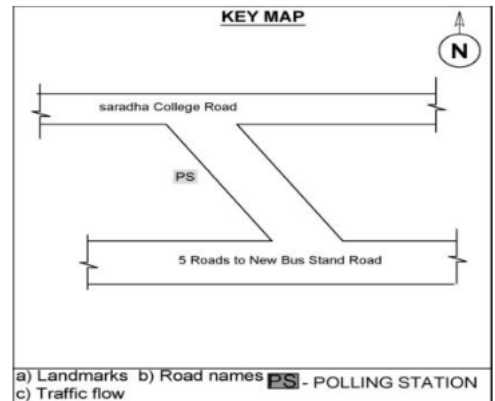 KEY MAP
N
saradha College Road
PS
5 Roads to New Bus Stand Road
a) Landmarks b) Road names PS - POLLING STATION
c) Traffic flow